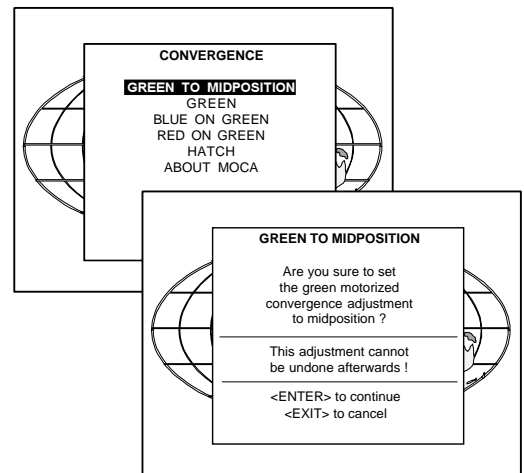 CONVERGENCE
GREEN TO MIDPOSITION
GREEN
BLUE ON GREEN
RED ON GREEN
HATCH
ABOUT MOCA
GREEN TO MIDPOSITION
Are you sure to set
the green motorized
convergence adjustment
to midposition ?
This adjustment cannot
be undone afterwards !
<ENTER> to continue
<EXIT> to cancel